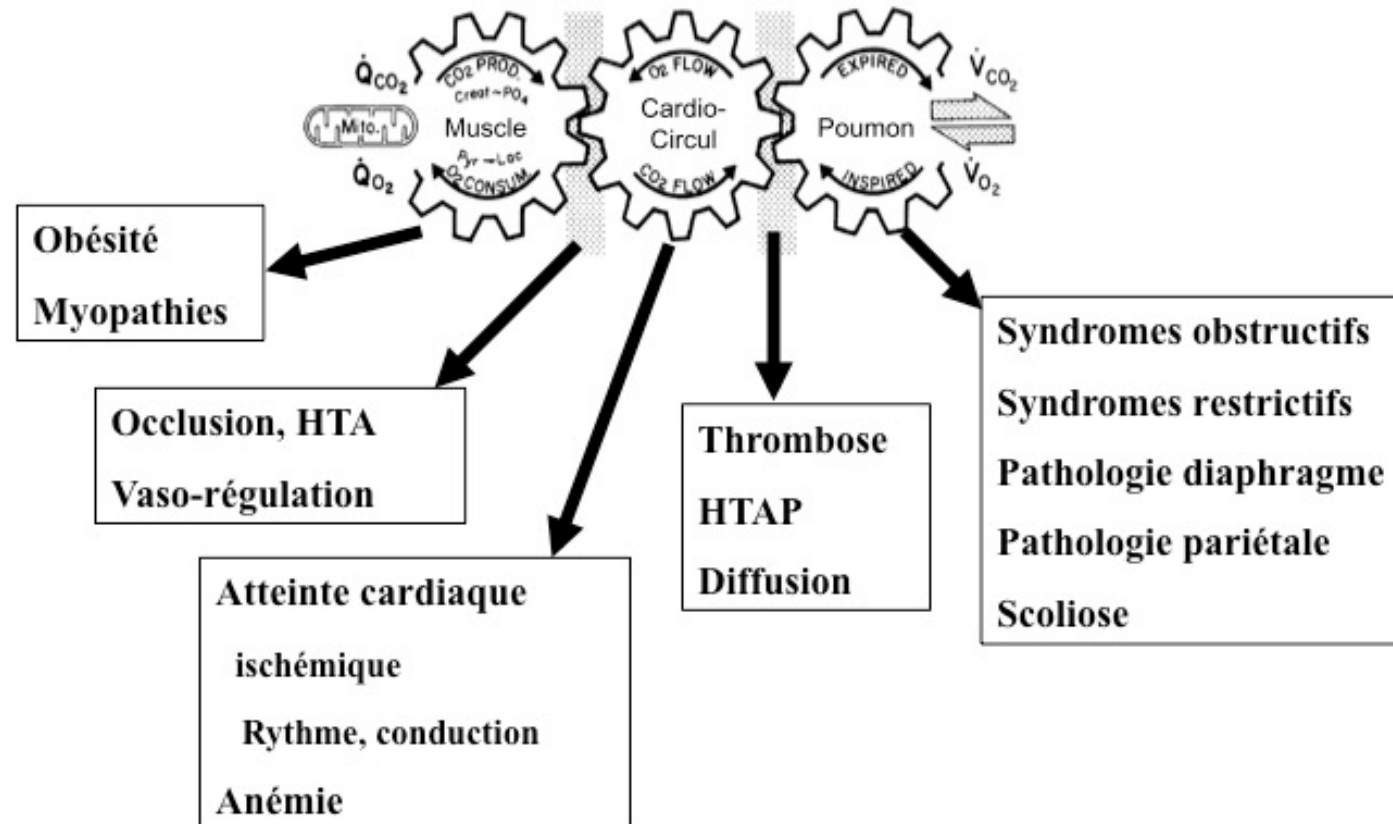 Q̇CO₂
CO₂ PROD.
Creat~PO₄
Mito.
Muscle
Pyr→Lac
O₂ CONSUM
Q̇O₂
O₂ FLOW
Cardio-
Circul
CO₂ FLOW
EXPIRED
Poumon
INSPIRED
V̇CO₂
V̇O₂
Obésité
Myopathies
Occlusion, HTA
Vaso-régulation
Atteinte cardiaque
ischémique
Rythme, conduction
Anémie
Thrombose
HTAP
Diffusion
Syndromes obstructifs
Syndromes restrictifs
Pathologie diaphragme
Pathologie pariétale
Scoliose